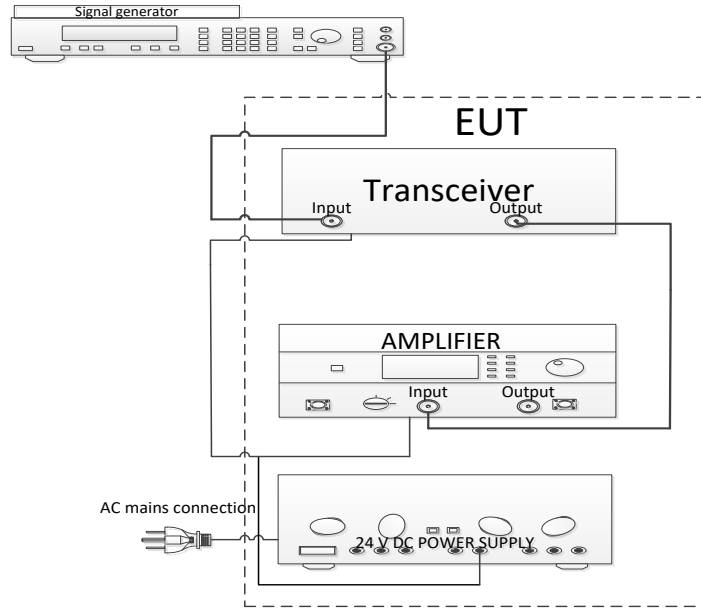 Signal generator
EUT
Transceiver
Input
Output
AMPLIFIER
Input
Output
AC mains connection
24 V DC POWER SUPPLY